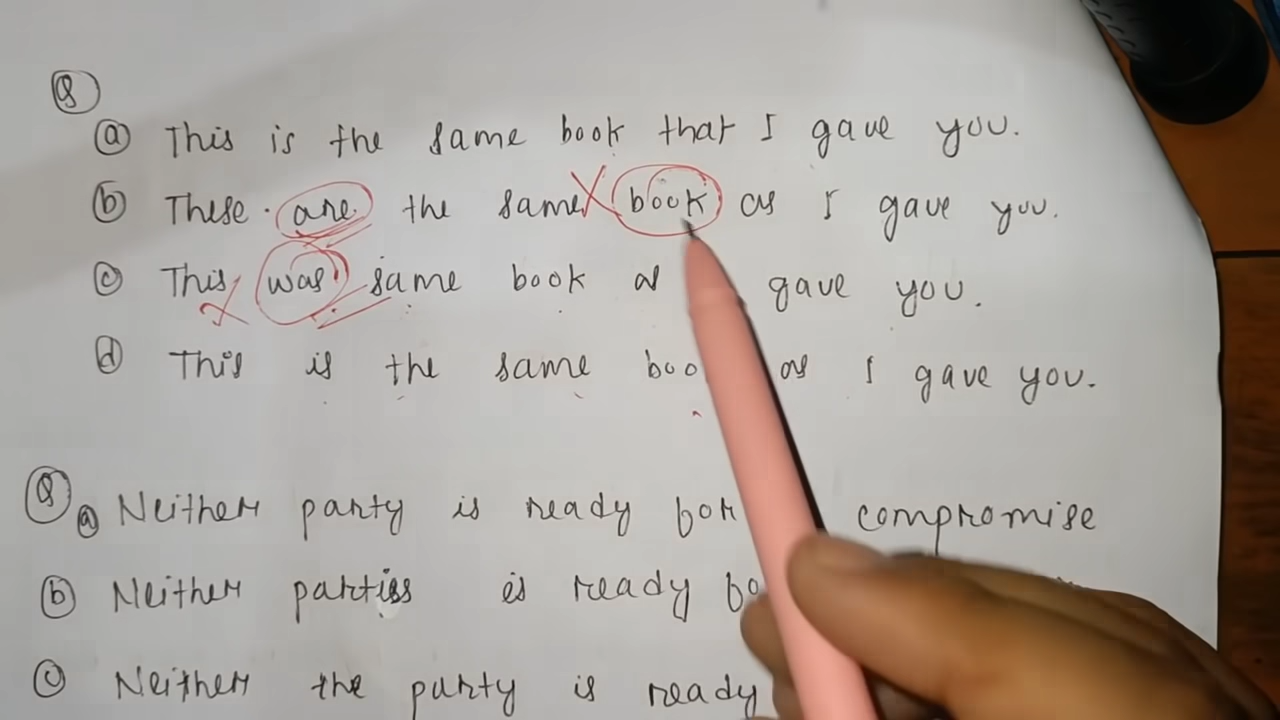 Q
a This is the same book that I gave you.
b These are the same book as I gave you.
c This was same book as gave you.
d This is the same boo as I gave you.
Q a Neither party is ready for compromise
b Neither parties is ready
c Neither the party is ready